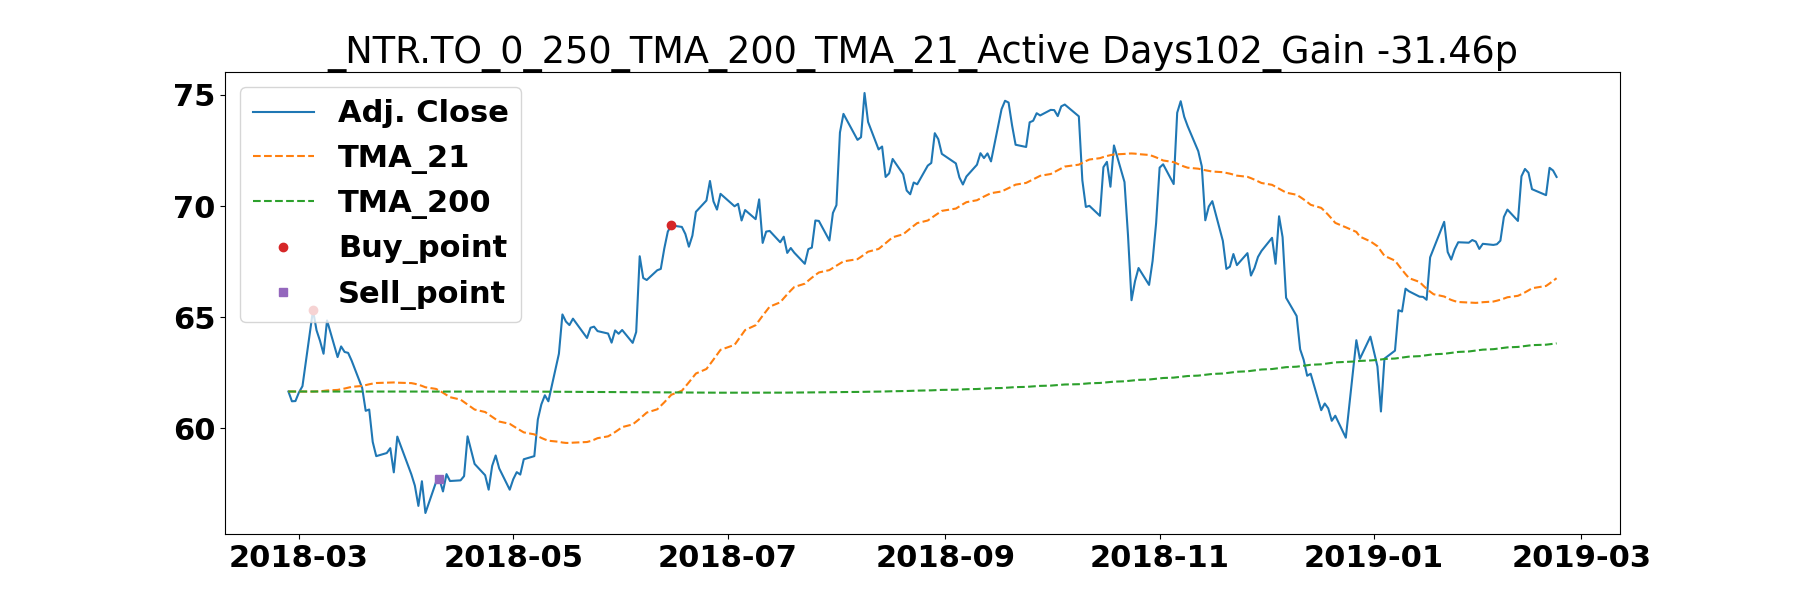 _NTR.TO_0_250_TMA_200_TMA_21_Active Days102_Gain -31.46p
75
70
65
60
Adj. Close
TMA_21
TMA_200
Buy_point
Sell_point
2018-03 2018-05 2018-07 2018-09 2018-11 2019-01 2019-03